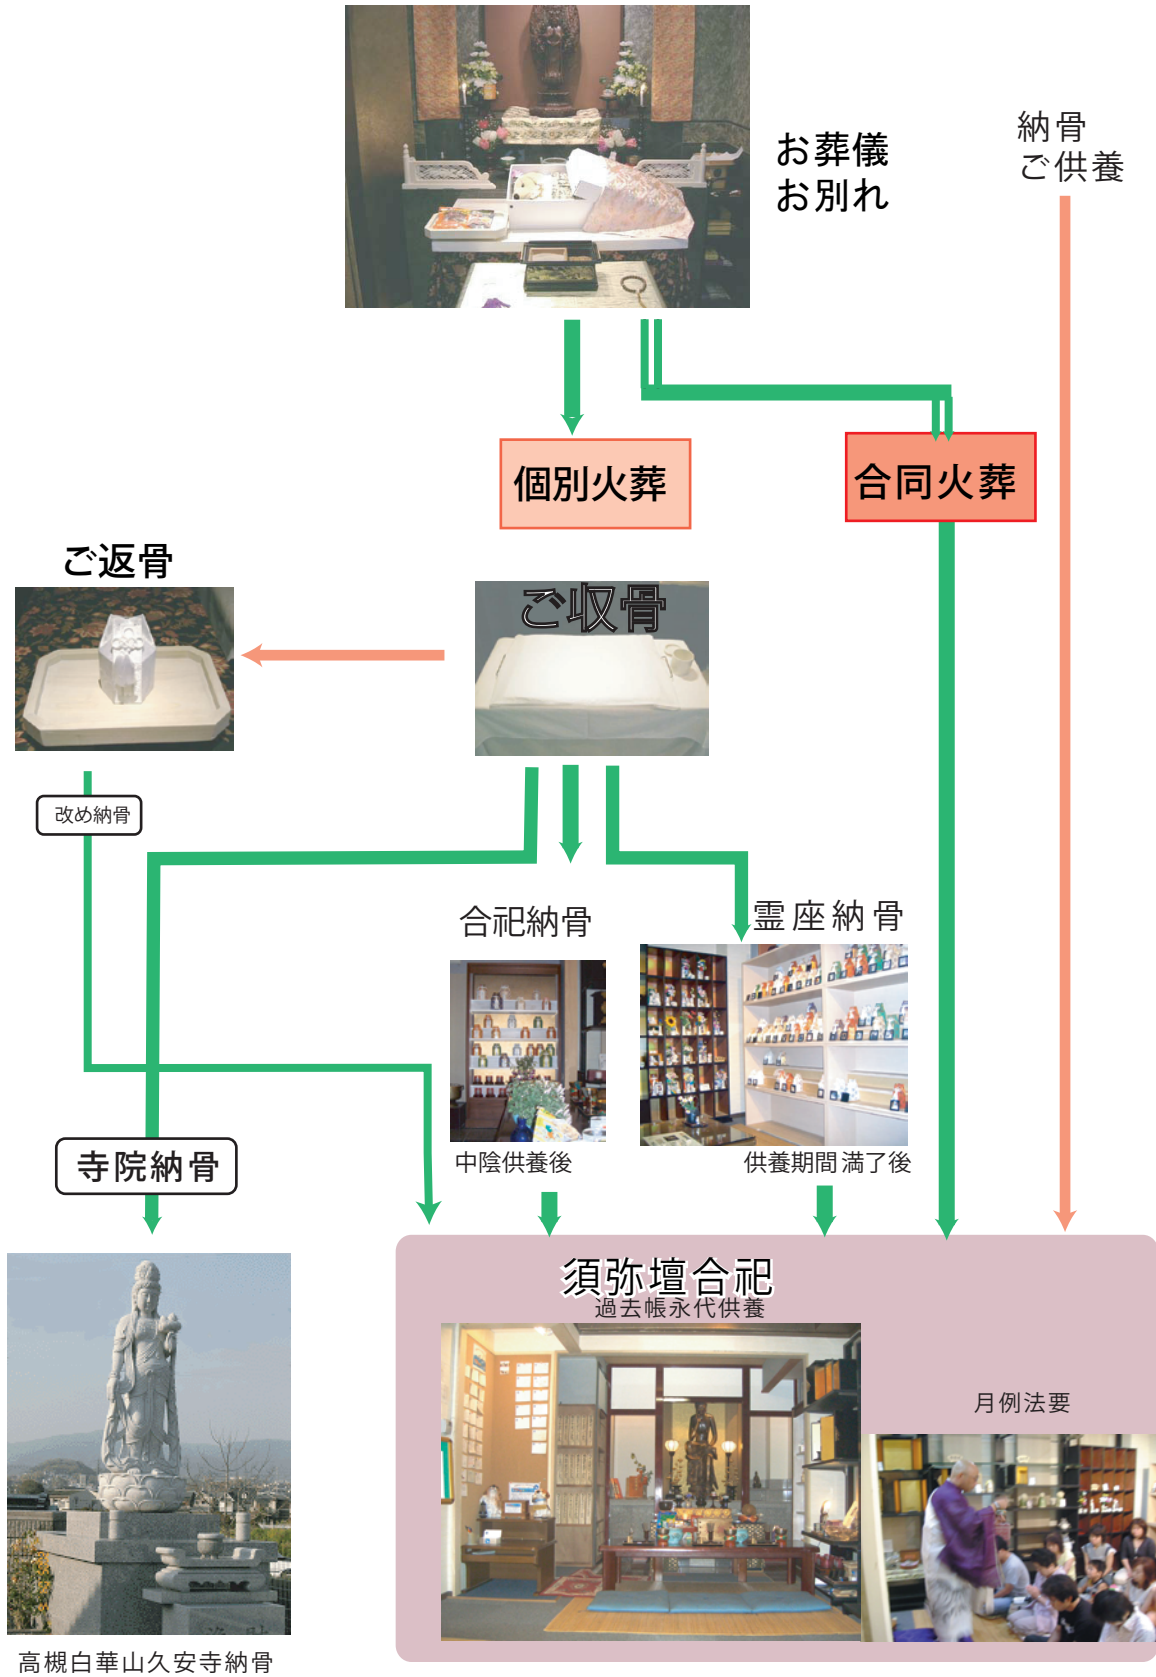 お葬儀
お別れ
納骨
ご供養
個別火葬
合同火葬
ご返骨
ご収骨
改め納骨
合祀納骨
霊座納骨
中陰供養後
供養期間満了後
寺院納骨
須弥壇合祀
過去帳永代供養
月例法要
高槻白華山久安寺納骨